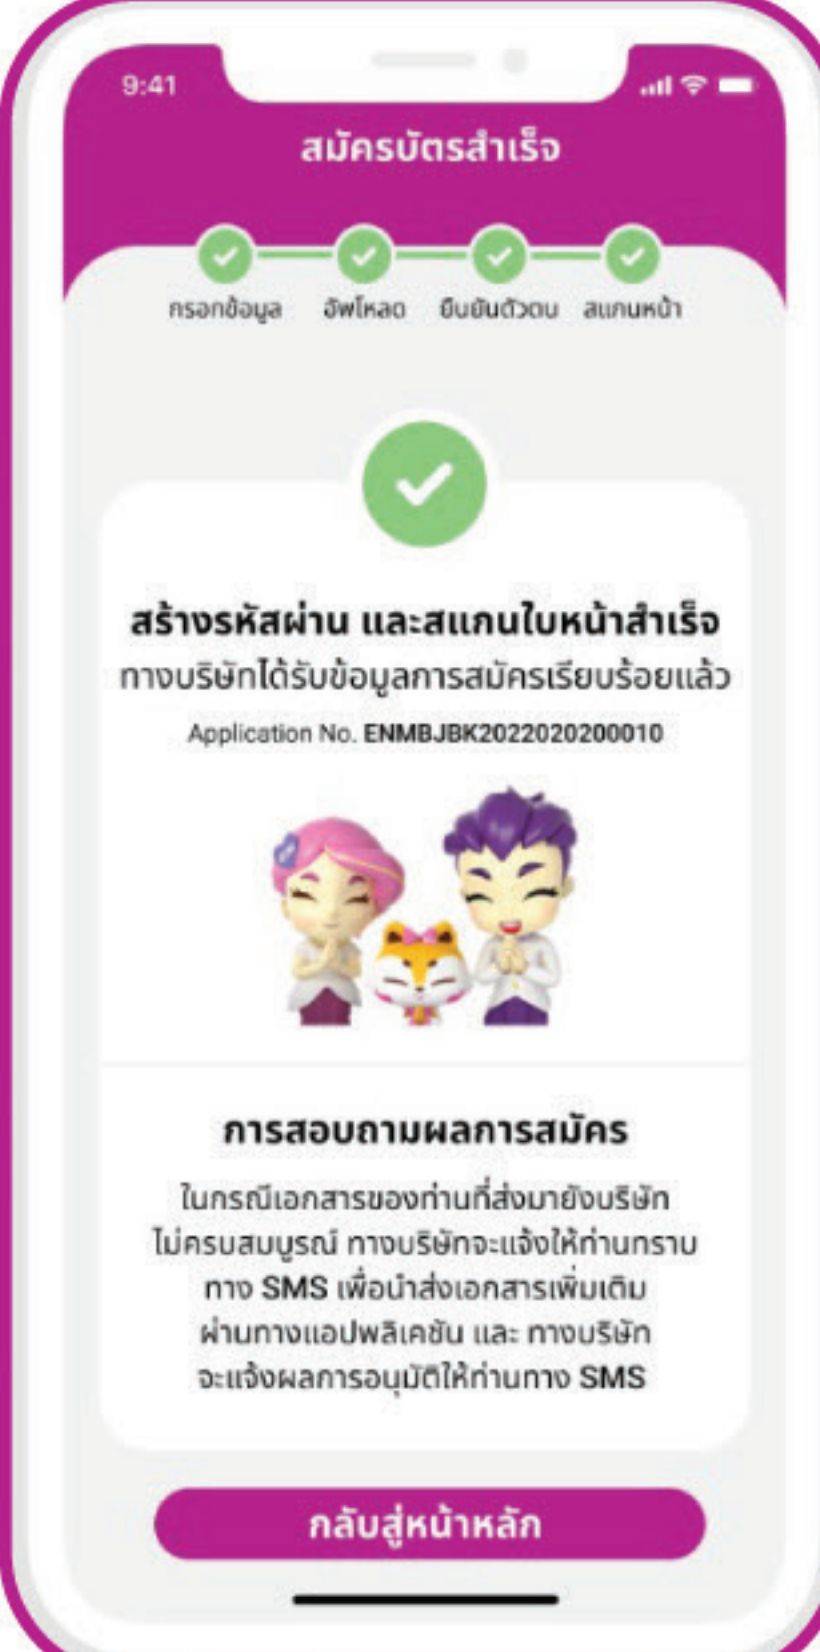 9:41
สมัครบัตรสำเร็จ
กรอกข้อมูล อัพโหลด ยืนยันตัวตน สแกนหน้า
สร้างรหัสผ่าน และสแกนใบหน้าสำเร็จ
ทางบริษัทได้รับข้อมูลการสมัครเรียบร้อยแล้ว
Application No. ENMBJBK2022020200010
การสอบถามผลการสมัคร
ในกรณีเอกสารของท่านที่ส่งมายังบริษัท
ไม่ครบสมบูรณ์ ทางบริษัทจะแจ้งให้ท่านทราบ
ทาง SMS เพื่อนำส่งเอกสารเพิ่มเติม
ผ่านทางแอปพลิเคชัน และ ทางบริษัท
จะแจ้งผลการอนุมัติให้ท่านทาง SMS
กลับสู่หน้าหลัก